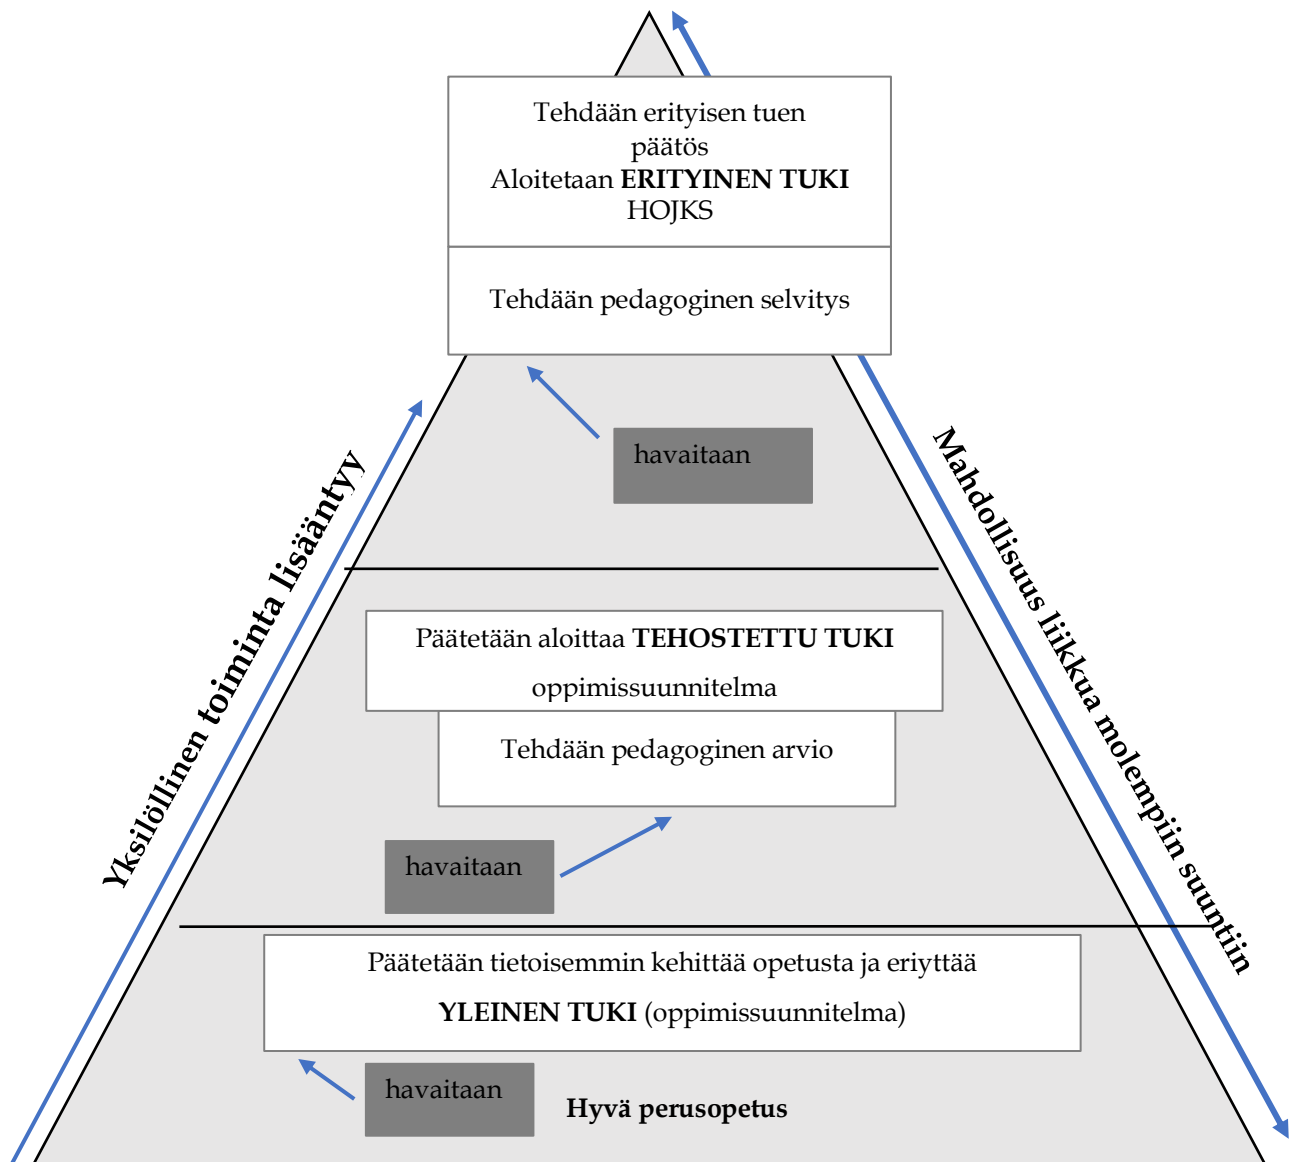 Tehdään erityisen tuen
päätös
Aloitetaan ERITYINEN TUKI
HOJKS
Tehdään pedagoginen selvitys
havaitaan
Yksilöllinen toiminta lisääntyy
Mahdollisuus liikkua molempiin suuntiin
Päätetään aloittaa TEHOSTETTU TUKI
oppimissuunnitelma
Tehdään pedagoginen arvio
havaitaan
Päätetään tietoisemmin kehittää opetusta ja eriyttää
YLEINEN TUKI (oppimissuunnitelma)
havaitaan
Hyvä perusopetus